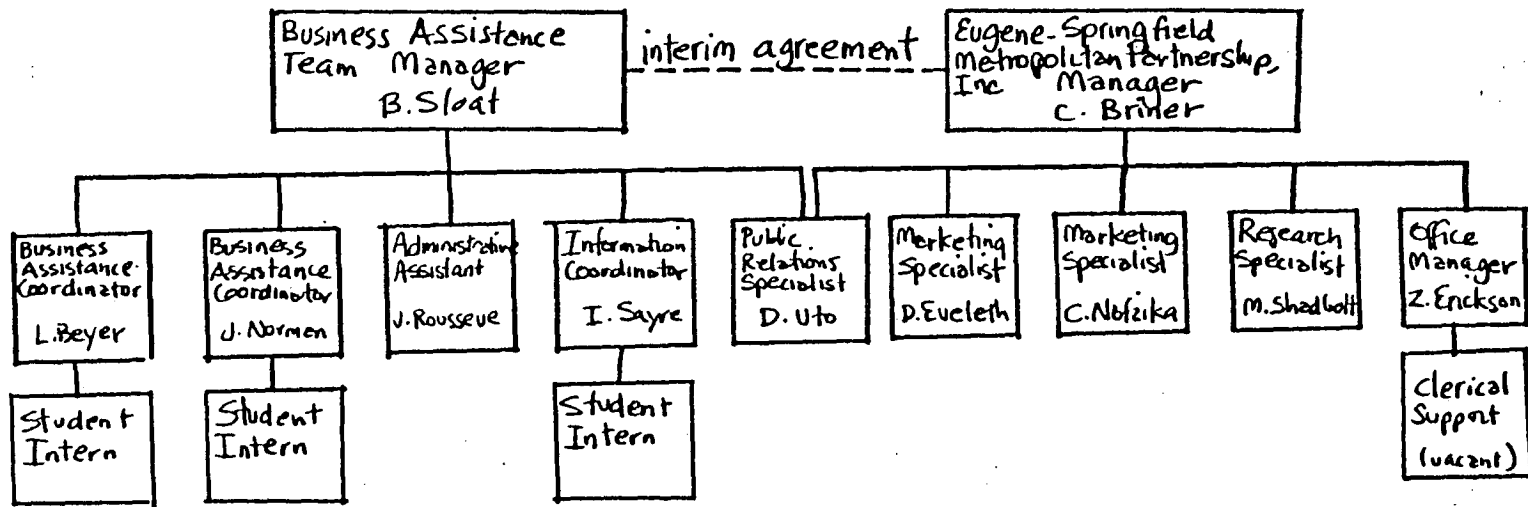 Business Assistance
Team Manager
B. Sloat
interim agreement
Eugene-Springfield
Metropolitan Partnership,
Inc Manager
C. Briner
Business
Assistance
Coordinator
L. Beyer
Business
Assistance
Coordinator
J. Normen
Administrative
Assistant
J. Rousseve
Information
Coordinator
I. Sayre
Public
Relations
Specialist
D. Uto
Marketing
Specialist
D. Eveleth
Marketing
Specialist
C. Nofzika
Research
Specialist
M. Shadbolt
Office
Manager
Z. Erickson
Student
Intern
Student
Intern
Student
Intern
Clerical
Support
(vacant)